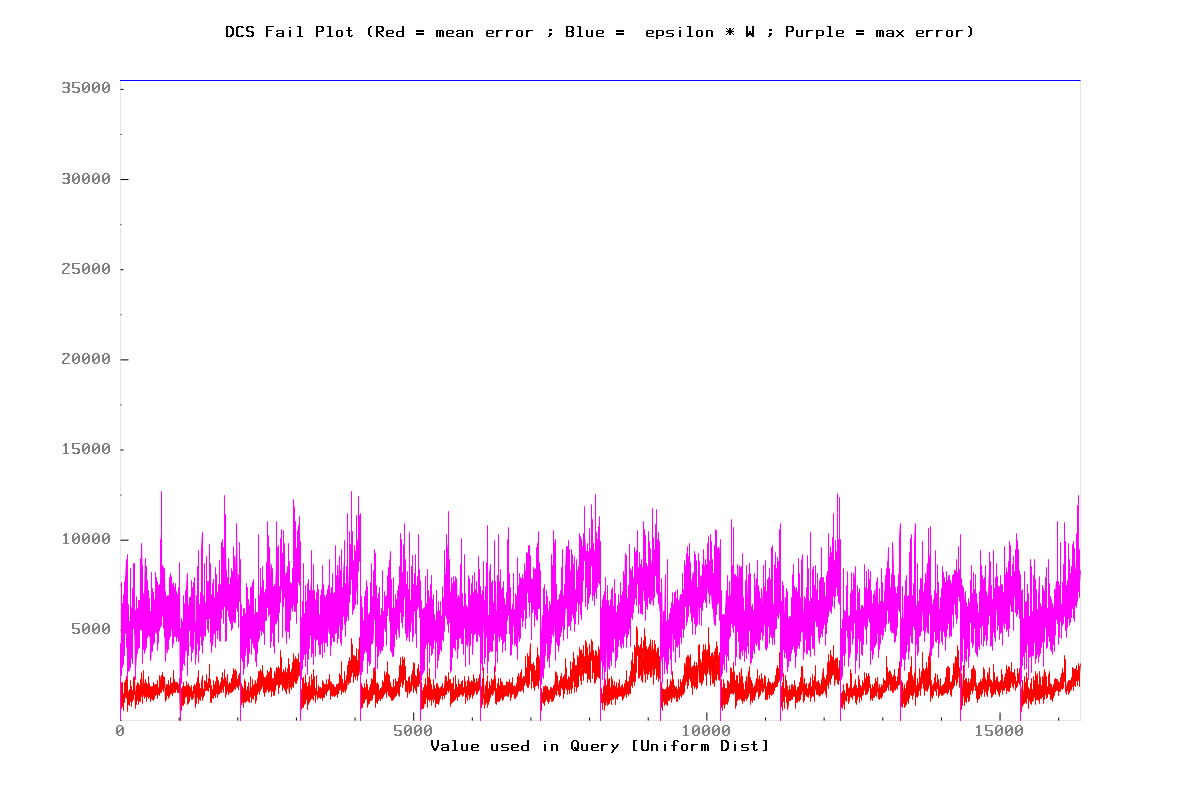 DCS Fail Plot (Red = mean error ; Blue =  epsilon * W ; Purple = max error)
35000
30000
25000
20000
15000
10000
5000
0 5000 10000 15000
Value used in Query [Uniform Dist]